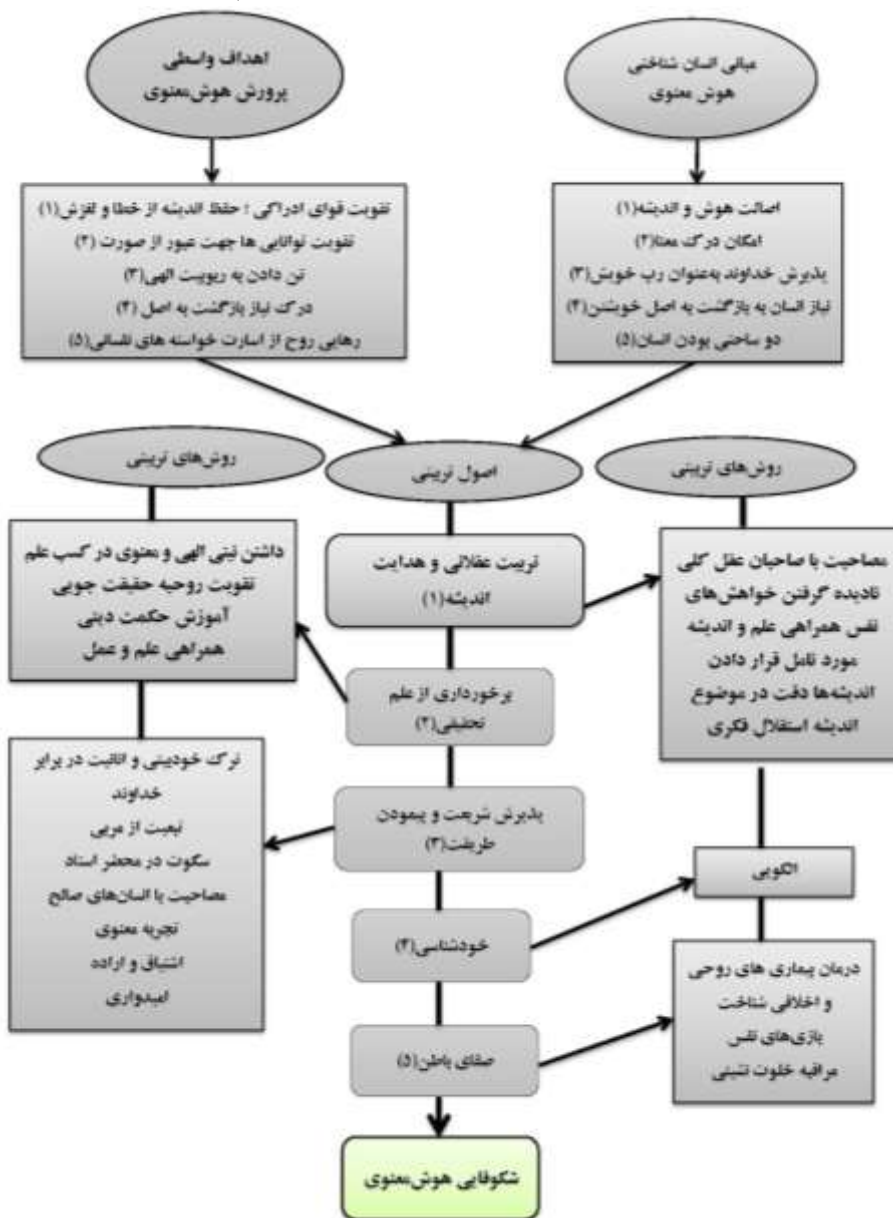 مبانی انسان شناختی
هوش معنوی
اهداف واسطی
پرورش هوش‌معنوی
اصالت هوش و اندیشه(۱)
امکان درک معنا(۲)
پذیرش خداوند به‌عنوان رب خویش(۳)
نیاز انسان به بازگشت به اصل خویشتن(۴)
دو ساحتی بودن انسان(۵)
تقویت قوای ادراکی ؛ حفظ اندیشه از خطا و لغزش(۱)
تقویت توانایی ها جهت عبور از صورت (۲)
تن دادن به ربوبیت الهی(۳)
درک نیاز بازگشت به اصل (۴)
رهایی روح از اسارت خواسته های نفسانی(۵)
روش‌های تربیتی
اصول تربیتی
روش‌های تربیتی
مصاحبت با صاحبان عقل کلی
نادیده گرفتن خواهش‌های
نفس همراهی علم و اندیشه
مورد تامل قرار دادن
اندیشه‌ها دقت در موضوع
اندیشه استقلال فکری
تربیت عقلانی و هدایت
اندیشه(۱)
داشتن نیتی الهی و معنوی در کسب علم
تقویت روحیه حقیقت جویی
آموزش حکمت دینی
همراهی علم و عمل
برخورداری از علم
تحقیقی(۲)
پذیرش شریعت و پیمودن
طریقت(۳)
ترک خودبینی و انانیت در برابر
خداوند
تبعیت از مربی
سکوت در محضر استاد
مصاحبت با انسان‌های صالح
تجربه معنوی
اشتیاق و اراده
امیدواری
الگویی
خودشناسی(۴)
درمان بیماری های روحی
و اخلاقی شناخت
بازی‌های نفس
مراقبه خلوت نشینی
صفای باطن(۵)
شکوفایی هوش‌معنوی